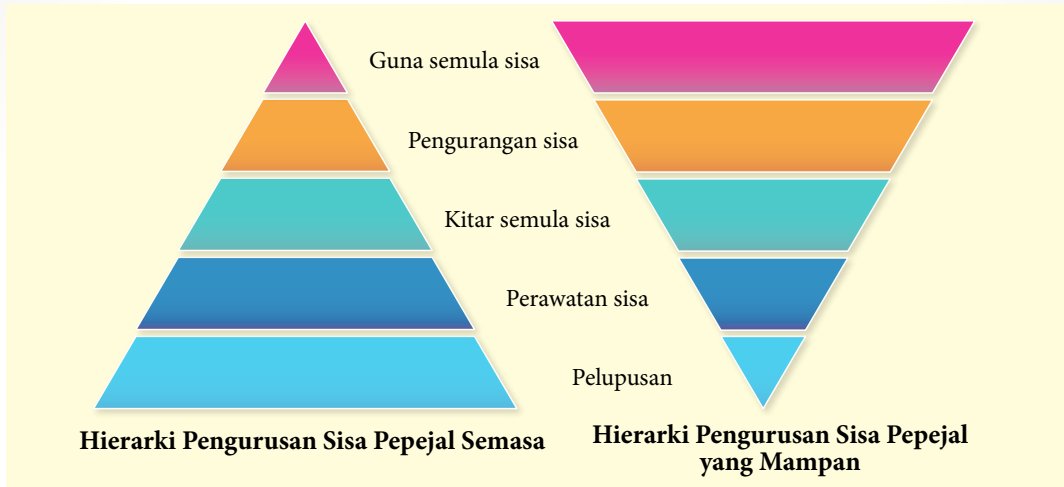 Guna semula sisa
Pengurangan sisa
Kitar semula sisa
Perawatan sisa
Pelupusan
Hierarki Pengurusan Sisa Pepejal Semasa
Hierarki Pengurusan Sisa Pepejal
yang Mampan